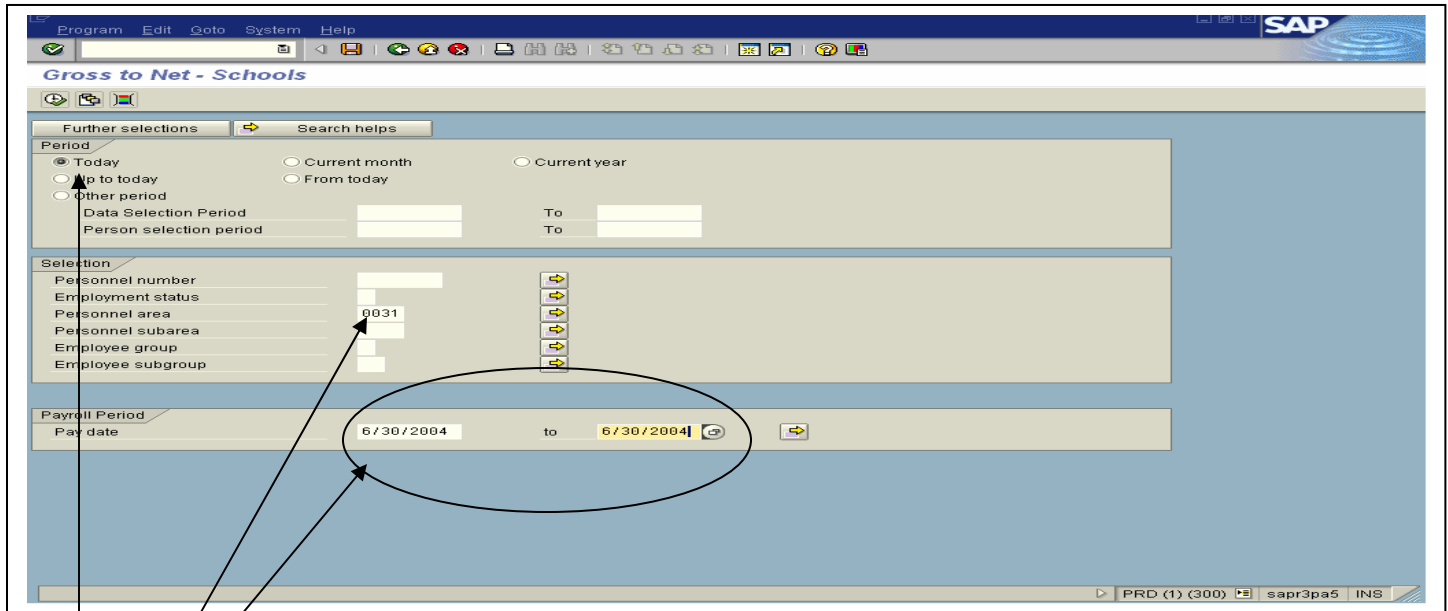 Program Edit Goto System Help
SAP
Gross to Net - Schools
Further selections Search helps
Period
Today Current month Current year
Up to today From today
Other period
Data Selection Period To
Person selection period To
Selection
Personnel number
Employment status
Personnel area 0031
Personnel subarea
Employee group
Employee subgroup
Payroll Period
Pay date 6/30/2004 to 6/30/2004
PRD (1) (300) sapr3pa5 INS